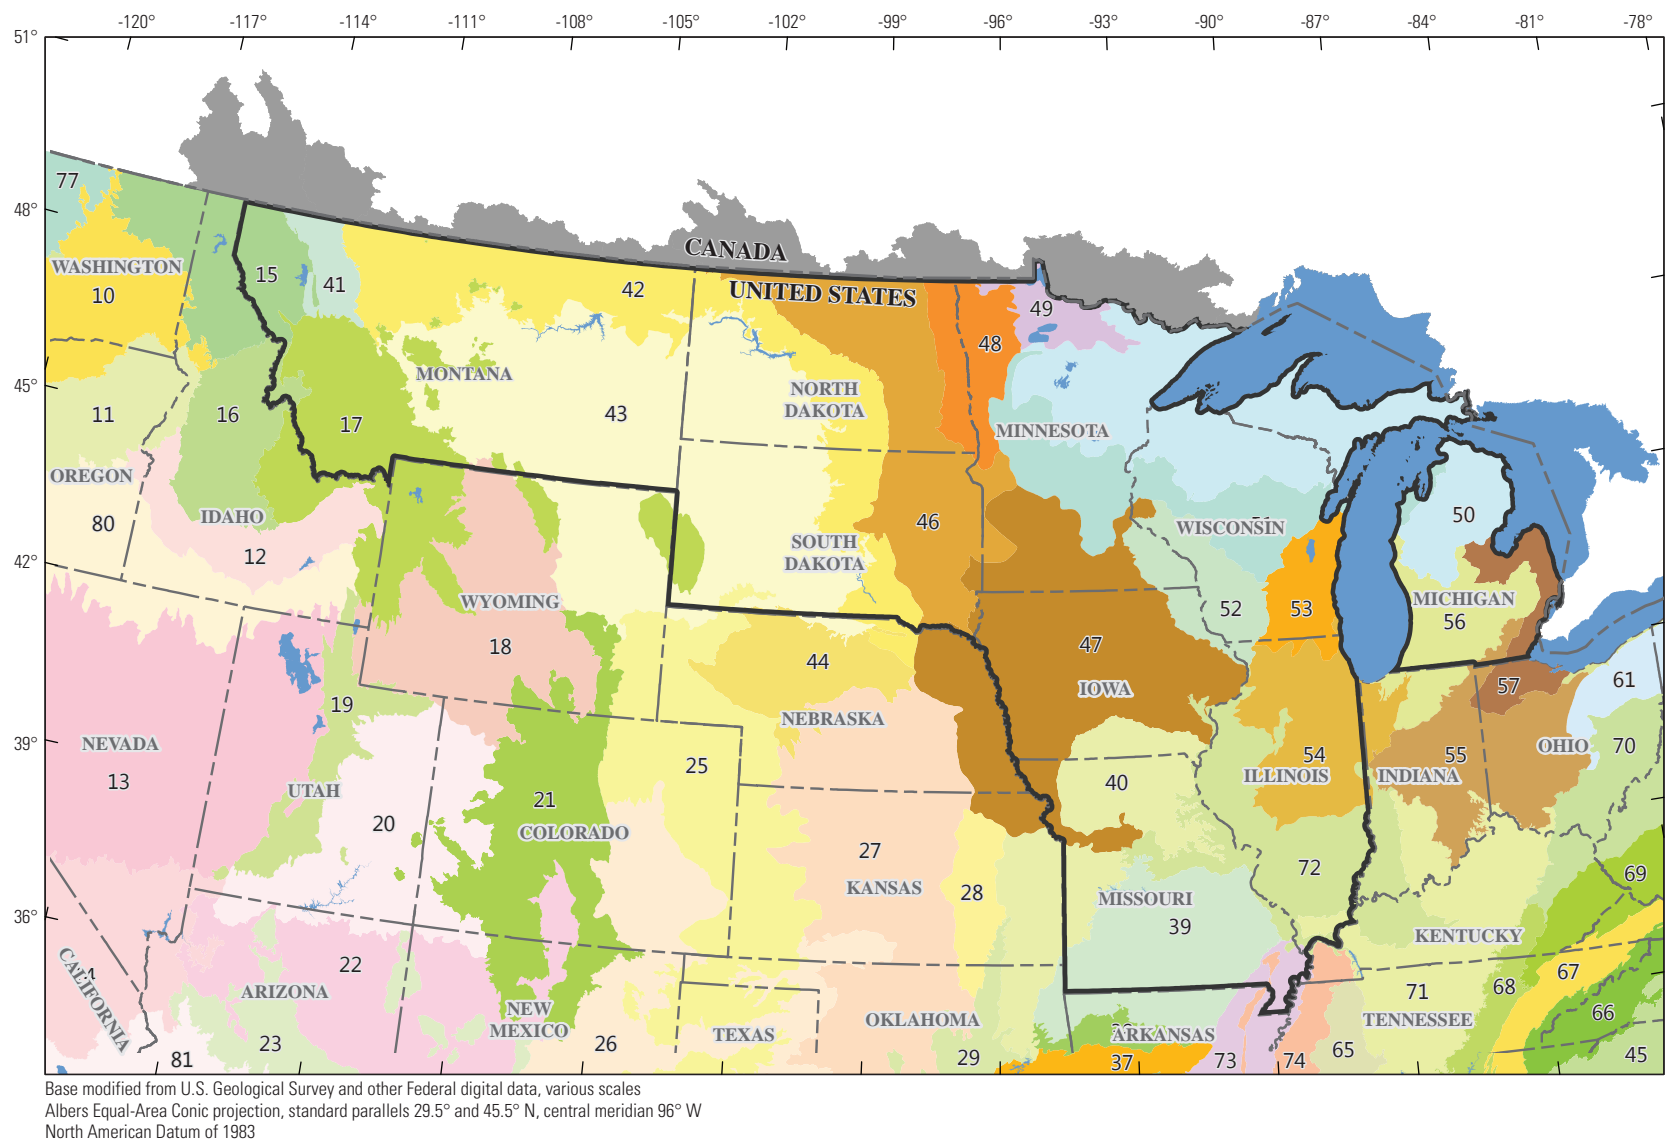 -120° -117° -114° -111° -108° -105° -102° -99° -96° -93° -90° -87° -84° -81° -78°
51°
48°
45°
42°
39°
36°
CANADA
UNITED STATES
77
WASHINGTON
10
15
41
42
49
48
MONTANA
43
NORTH
DAKOTA
11
16
17
MINNESOTA
OREGON
80
IDAHO
12
46
SOUTH
DAKOTA
WISCONSIN
50
WYOMING
18
52
53
MICHIGAN
56
44
47
IOWA
57
61
19
NEBRASKA
NEVADA
13
UTAH
20
25
21
COLORADO
40
54
ILLINOIS
55
INDIANA
OHIO
70
27
KANSAS
28
72
69
MISSOURI
39
KENTUCKY
CALIFORNIA
22
ARIZONA
23
81
NEW
MEXICO
26
TEXAS
OKLAHOMA
29
ARKANSAS
37
73
74
65
71
TENNESSEE
68
67
66
45
Base modified from U.S. Geological Survey and other Federal digital data, various scales
Albers Equal-Area Conic projection, standard parallels 29.5° and 45.5° N, central meridian 96° W
North American Datum of 1983